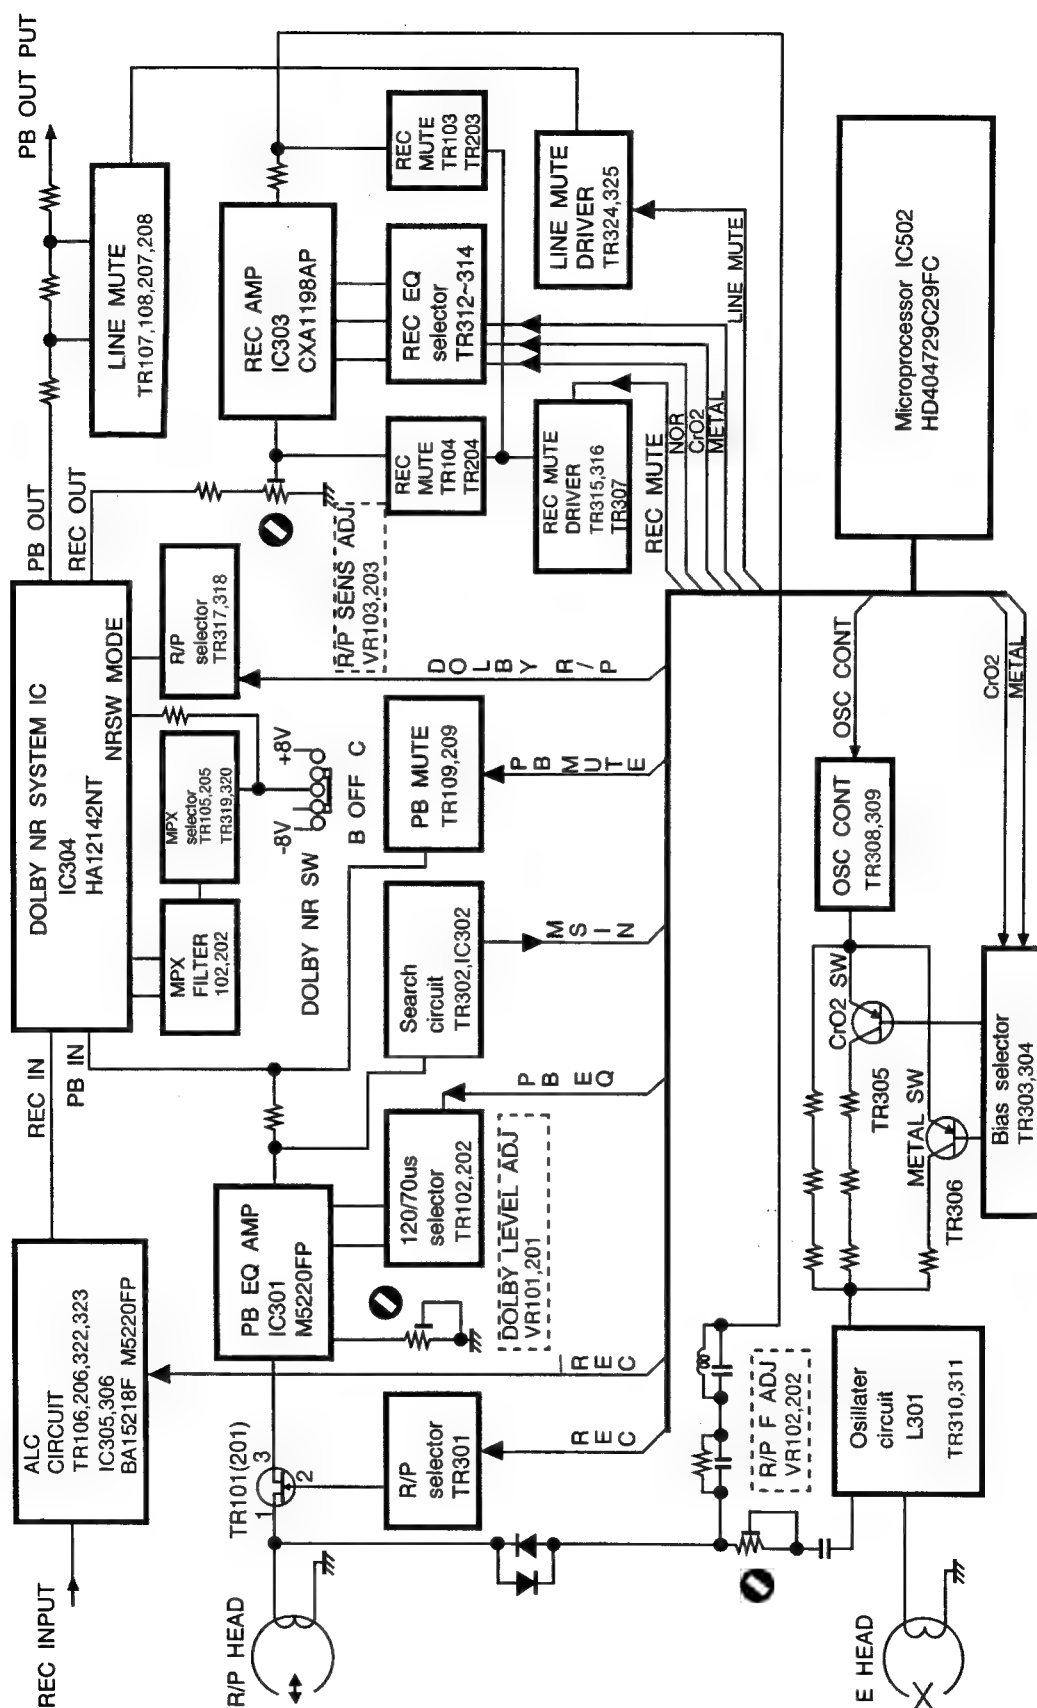 REC INPUT
ALC
CIRCUIT
TR106,206,322,323
IC305,306
BA15218F M5220FP
REC IN
PB IN
DOLBY NR SYSTEM IC
IC304
HA12142NT
NRSW MODE
PB OUT
REC OUT
PB OUT PUT
LINE MUTE
TR107,108,207,208
MPX
FILTER
102,202
MPX
selector
TR105,205
TR319,320
R/P
selector
TR317,318
DOLBY NR SW
-8V
+8V
B OFF C
R/P SENS ADJ
VR103,203
REC AMP
IC303
CXA1198AP
REC
MUTE
TR104
TR204
REC EQ
selector
TR312~314
REC
MUTE
TR103
TR203
REC MUTE
DRIVER
TR315,316
TR307
LINE MUTE
DRIVER
TR324,325
R/P HEAD
TR101(201)
1
2
3
PB EQ AMP
IC301
M5220FP
R/P
selector
TR301
120/70us
selector
TR102,202
DOLBY LEVEL ADJ
VR101,201
Search
circuit
TR302,IC302
PB MUTE
TR109,209
REC
REC
PB EQ
MSIN
PB MUTE
DOLBY R/P
REC MUTE
NOR
CrO2
METAL
LINE MUTE
R/P F ADJ
VR102,202
E HEAD
Osillater
circuit
L301
TR310,311
CrO2 SW
TR305
METAL SW
TR306
OSC CONT
TR308,309
OSC CONT
CrO2
METAL
Bias selector
TR303,304
Microprocessor IC502
HD404729C29FC